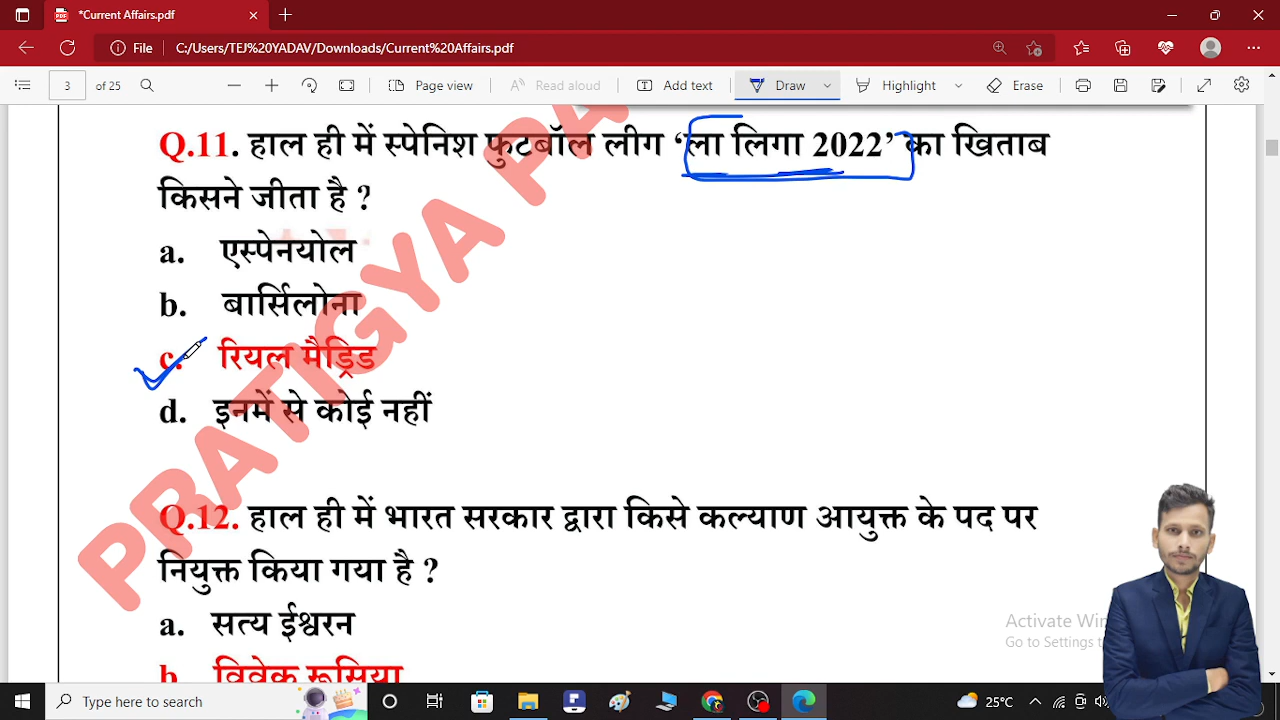 *Current Affairs.pdf
File C:/Users/TEJ%20YADAV/Downloads/Current%20Affairs.pdf
3 of 25 Page view Read aloud Add text Draw Highlight Erase
Q.11. हाल ही में स्पेनिश फुटबॉल लीग ‘ला लिगा 2022’ का खिताब
किसने जीता है ?
a. एस्पेनयोल
b. बार्सिलोना
c. रियल मैड्रिड
d. इनमें से कोई नहीं
Q.12. हाल ही में भारत सरकार द्वारा किसे कल्याण आयुक्त के पद पर
नियुक्त किया गया है ?
a. सत्य ईश्वरन
b. विवेक रूसिया
PRATIGYA PA
Activate Win
Go to Settings t
Type here to search 25°C